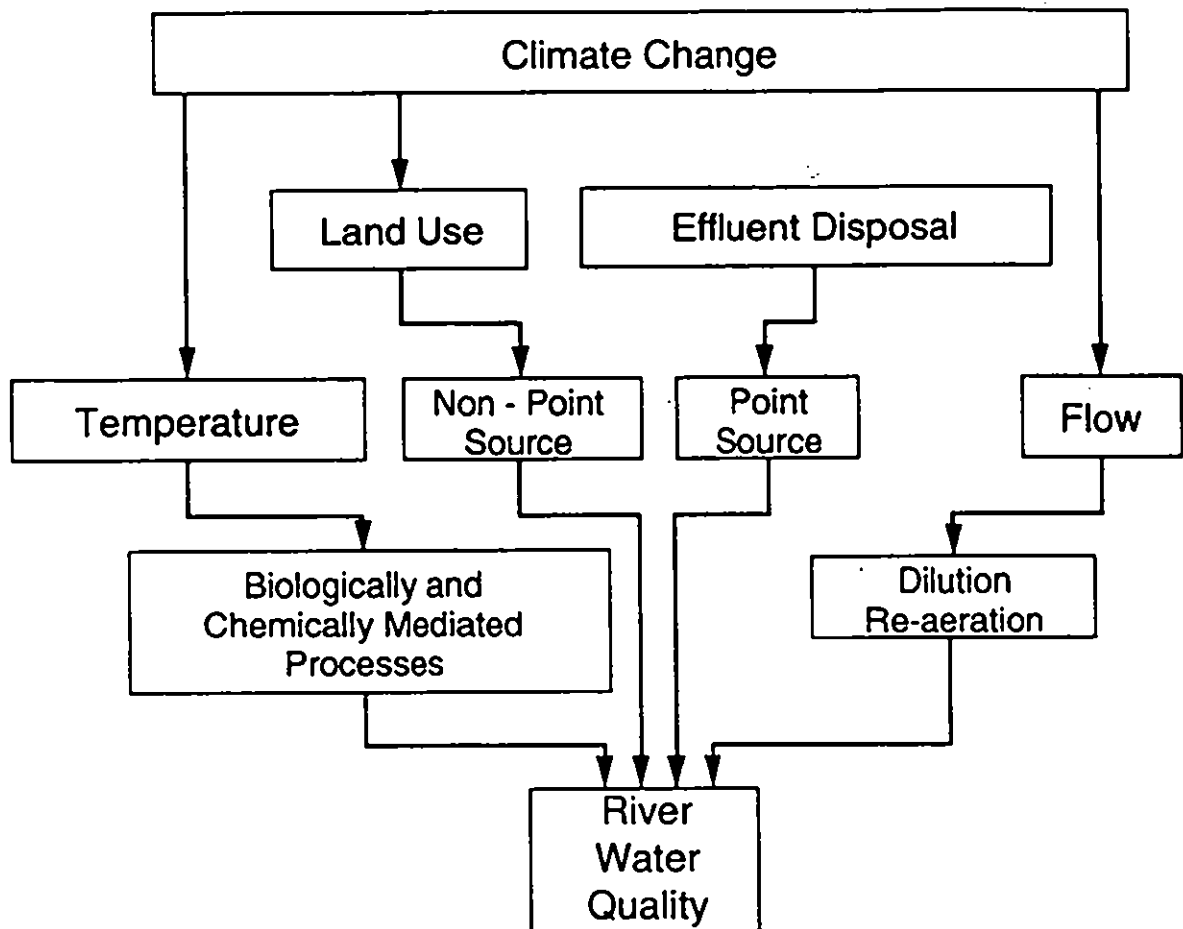 Climate Change
Land Use
Effluent Disposal
Temperature
Non - Point
Source
Point
Source
Flow
Biologically and
Chemically Mediated
Processes
Dilution
Re-aeration
River
Water
Quality